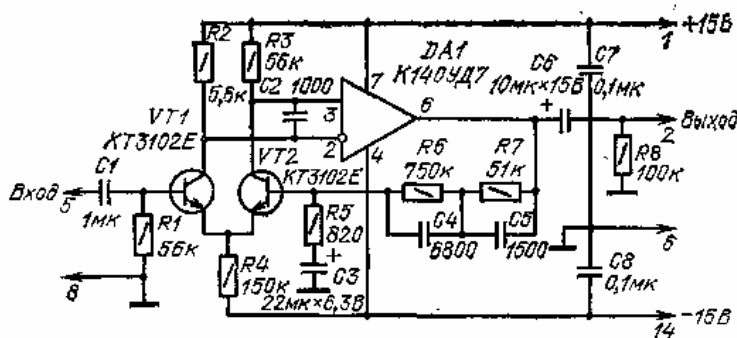 R2
5,6к
R3
56к
C2 1000
DA1
К140УД7
7
6
3
2
4
C6
10мк×15В
+
C7
0,1мк
1
+15В
VT1
КТ3102Е
VT2
КТ3102Е
R6
750к
R7
51к
2
Выход
R8
100к
Вход
5
C1
1мк
R1
56к
R5
820
+
C3
22мк×6,3В
C4
6800
C5
1500
6
8
R4
150к
C8
0,1мк
14
-15В